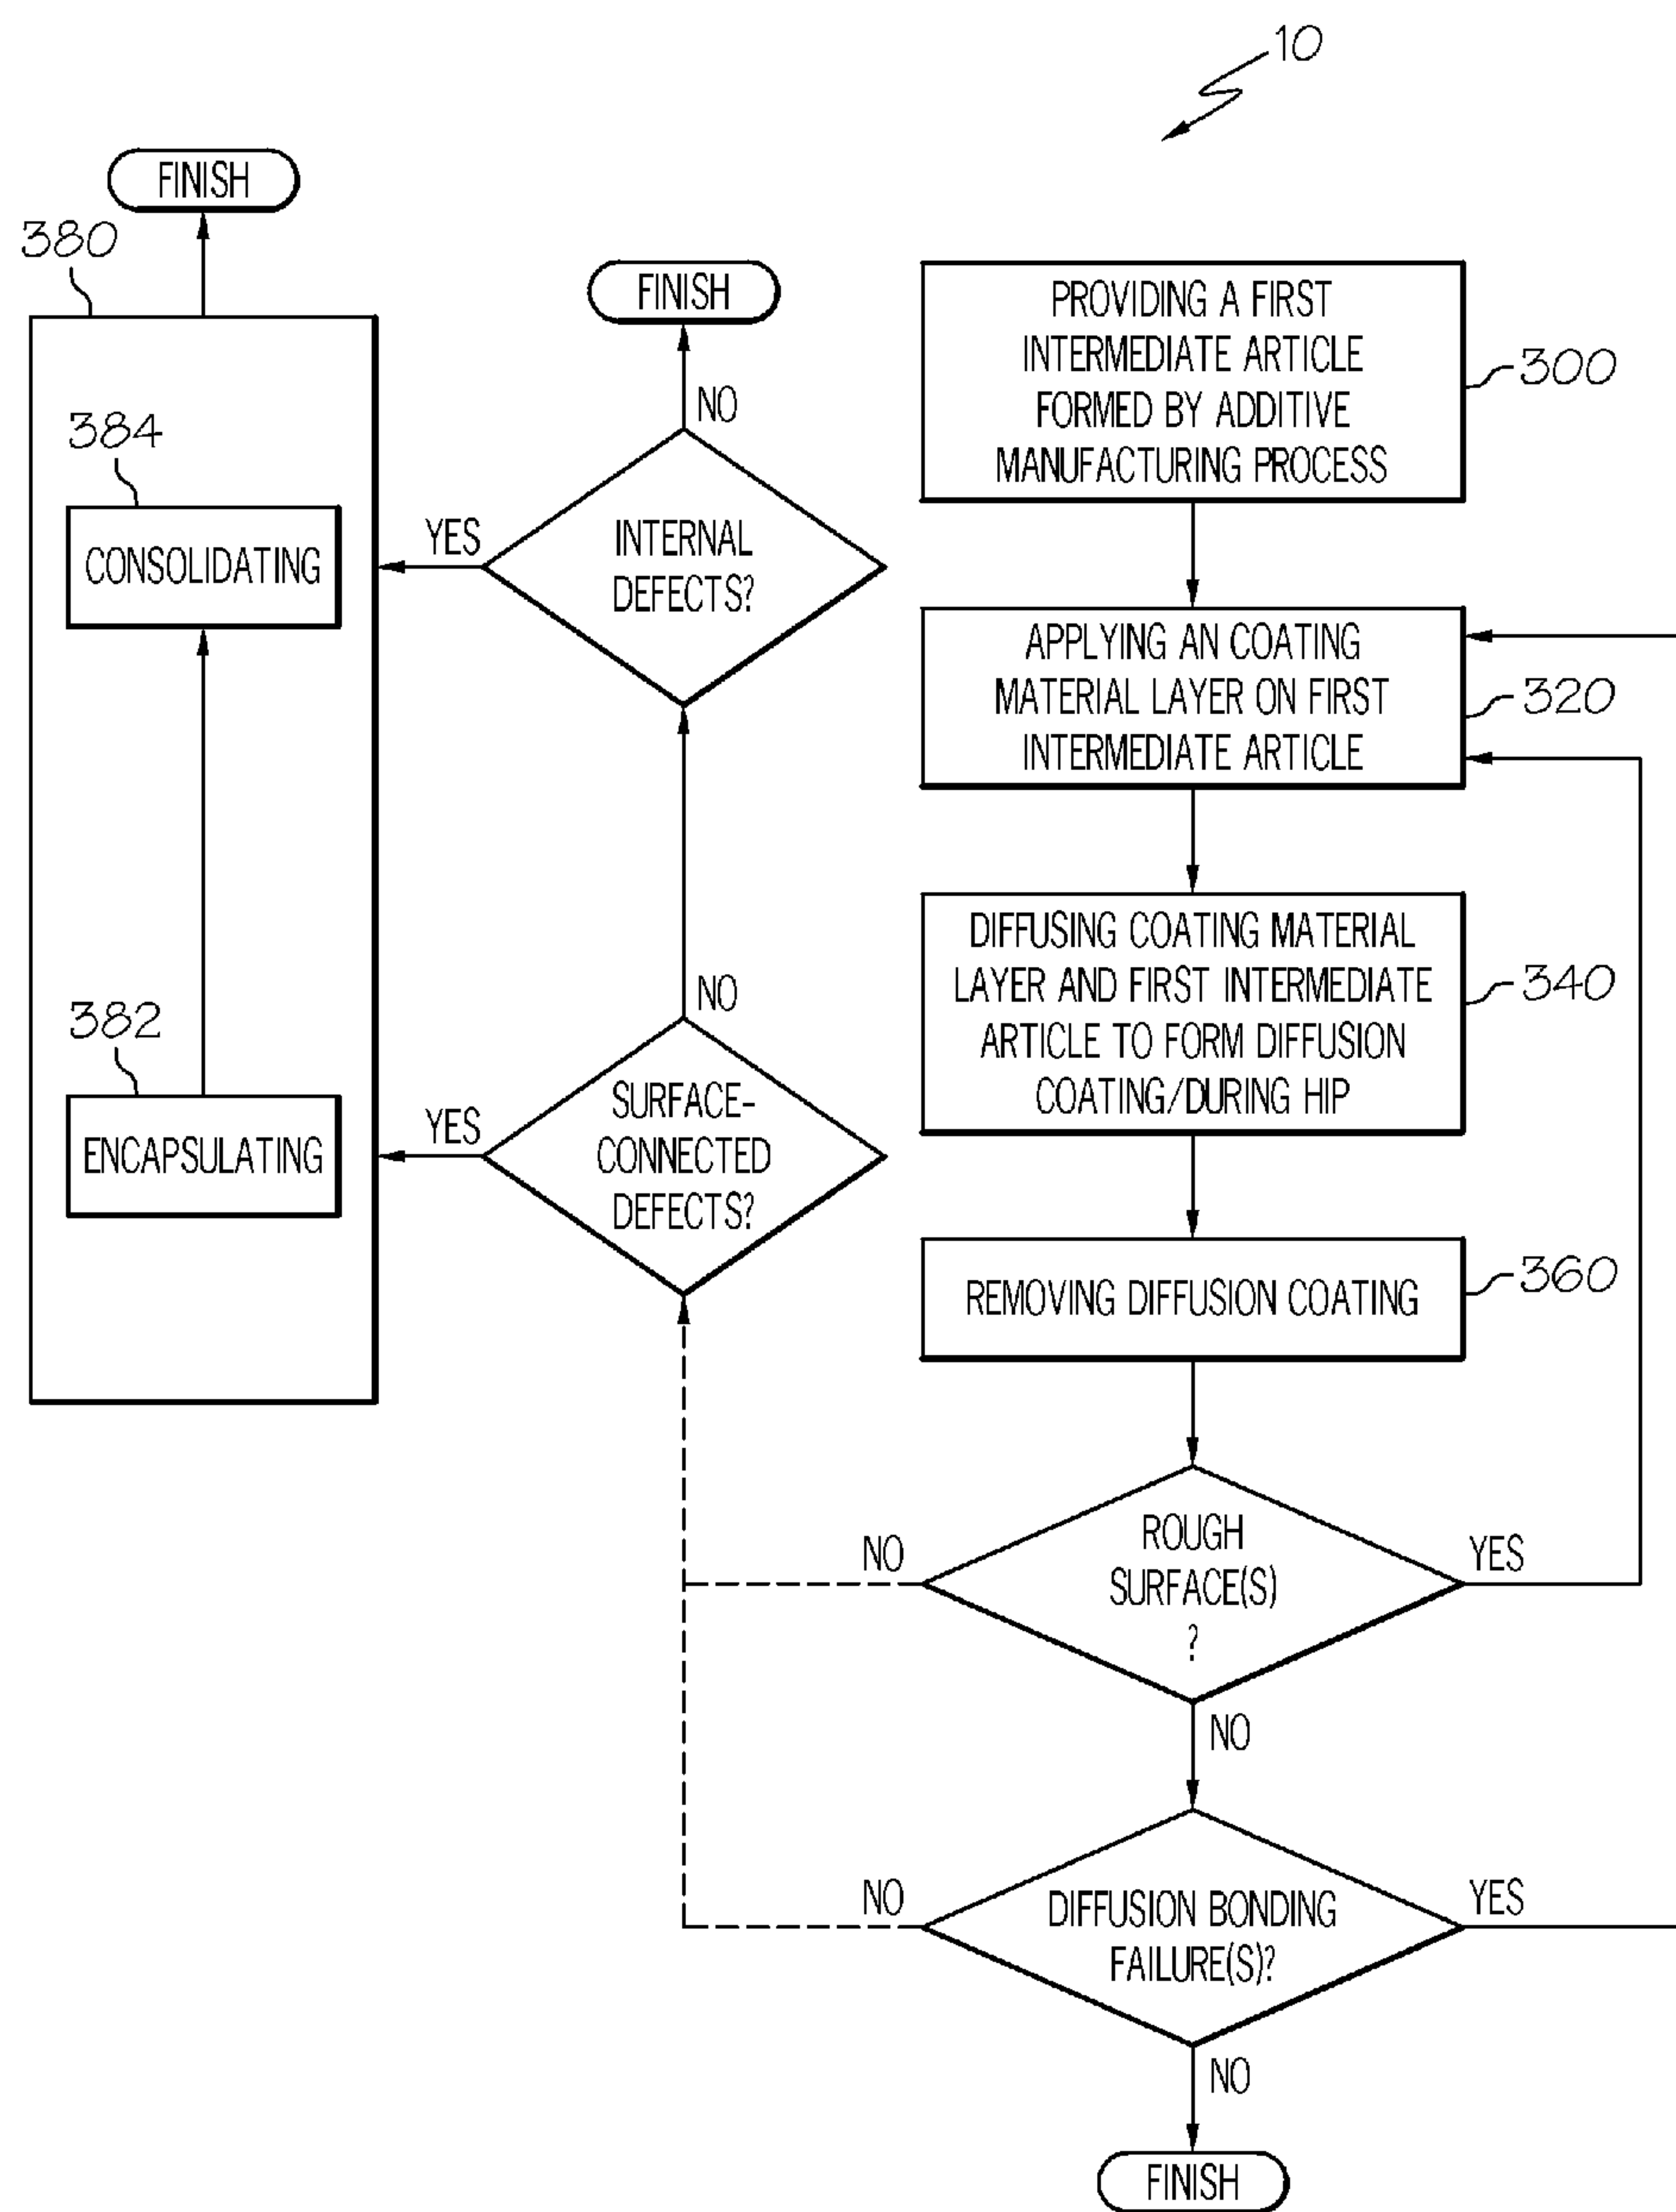 10
FINISH
380
384
CONSOLIDATING
382
ENCAPSULATING
FINISH
NO
YES
INTERNAL
DEFECTS?
NO
YES
SURFACE-
CONNECTED
DEFECTS?
PROVIDING A FIRST
INTERMEDIATE ARTICLE
FORMED BY ADDITIVE
MANUFACTURING PROCESS
300
APPLYING AN COATING
MATERIAL LAYER ON FIRST
INTERMEDIATE ARTICLE
320
DIFFUSING COATING MATERIAL
LAYER AND FIRST INTERMEDIATE
ARTICLE TO FORM DIFFUSION
COATING/DURING HIP
340
REMOVING DIFFUSION COATING
360
NO
ROUGH
SURFACE(S)
?
YES
NO
NO
DIFFUSION BONDING
FAILURE(S)?
YES
NO
FINISH